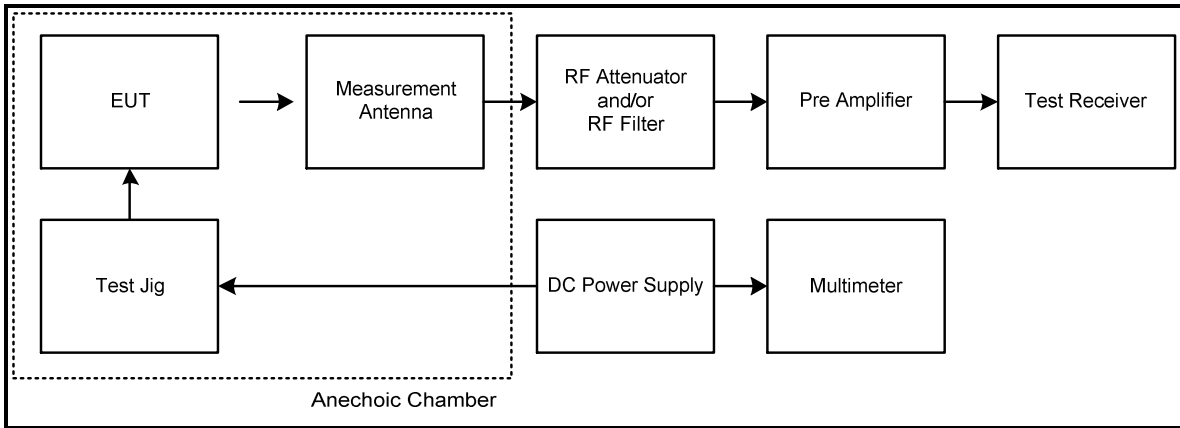 EUT
Measurement
Antenna
RF Attenuator
and/or
RF Filter
Pre Amplifier
Test Receiver
Test Jig
DC Power Supply
Multimeter
Anechoic Chamber